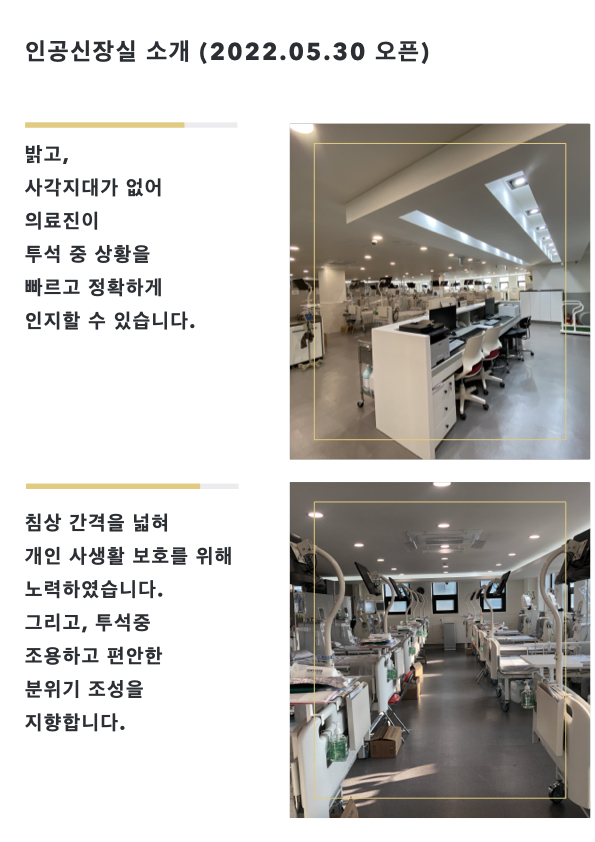 인공신장실 소개 (2022.05.30 오픈)
밝고,
사각지대가 없어
의료진이
투석 중 상황을
빠르고 정확하게
인지할 수 있습니다.
침상 간격을 넓혀
개인 사생활 보호를 위해
노력하였습니다.
그리고, 투석중
조용하고 편안한
분위기 조성을
지향합니다.